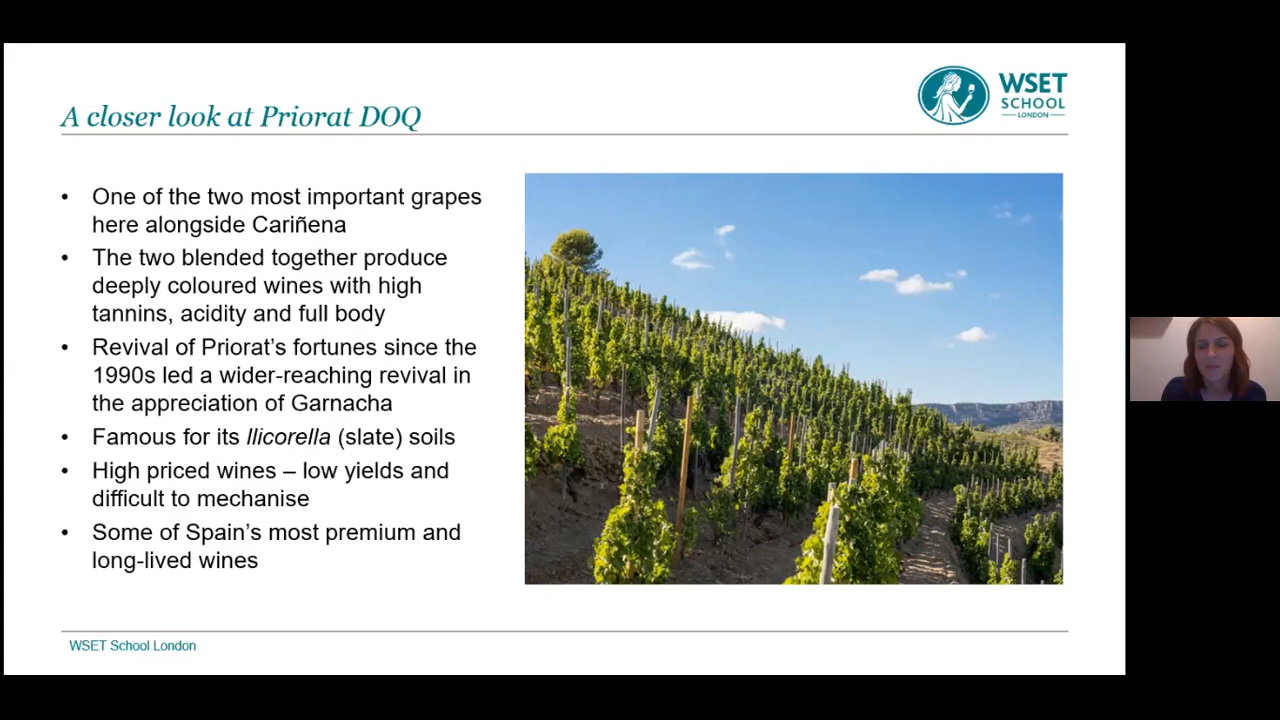 A closer look at Priorat DOQ
WSET
SCHOOL
LONDON
• One of the two most important grapes
here alongside Cariñena
• The two blended together produce
deeply coloured wines with high
tannins, acidity and full body
• Revival of Priorat’s fortunes since the
1990s led a wider-reaching revival in
the appreciation of Garnacha
• Famous for its llicorella (slate) soils
• High priced wines – low yields and
difficult to mechanise
• Some of Spain’s most premium and
long-lived wines
WSET School London